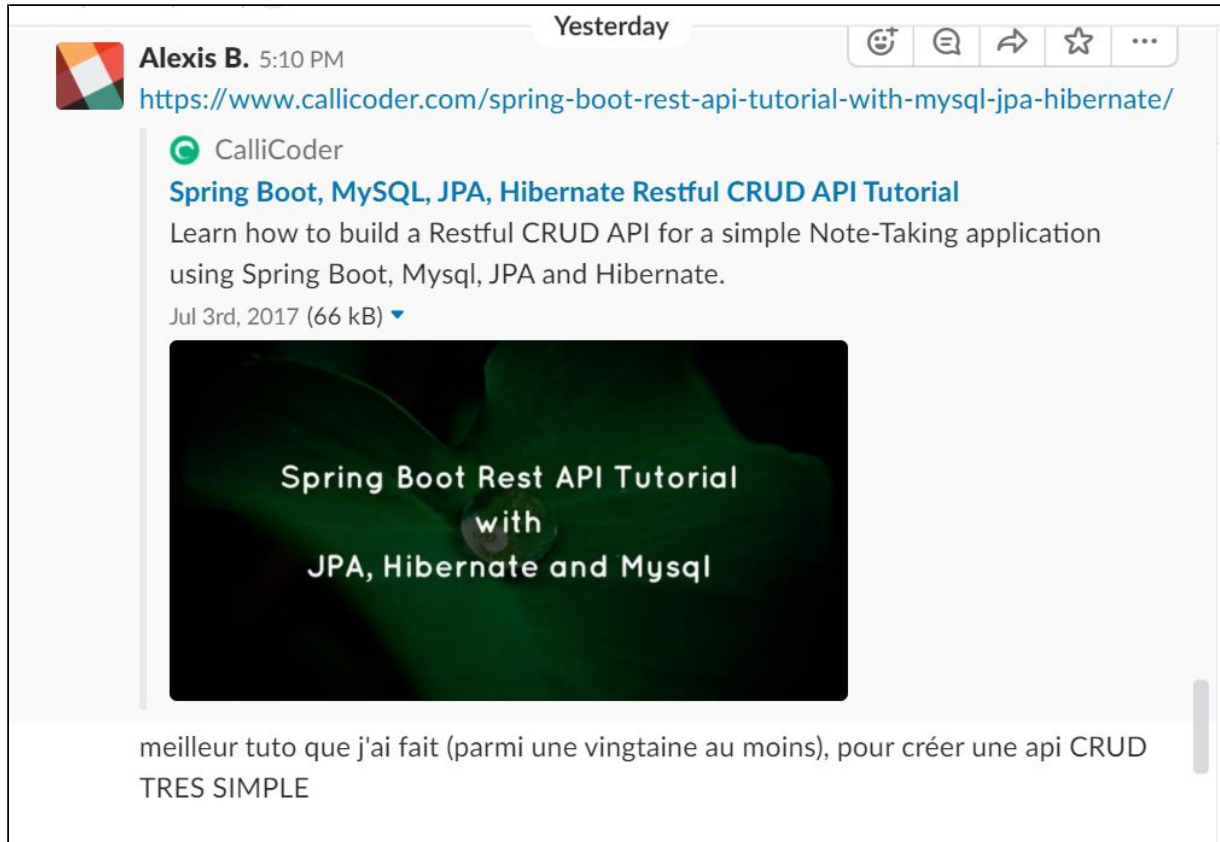 Yesterday
Alexis B. 5:10 PM
https://www.callicoder.com/spring-boot-rest-api-tutorial-with-mysql-jpa-hibernate/
CalliCoder
Spring Boot, MySQL, JPA, Hibernate Restful CRUD API Tutorial
Learn how to build a Restful CRUD API for a simple Note-Taking application
using Spring Boot, Mysql, JPA and Hibernate.
Jul 3rd, 2017 (66 kB)
Spring Boot Rest API Tutorial
with
JPA, Hibernate and Mysql
meilleur tuto que j'ai fait (parmi une vingtaine au moins), pour créer une api CRUD
TRES SIMPLE